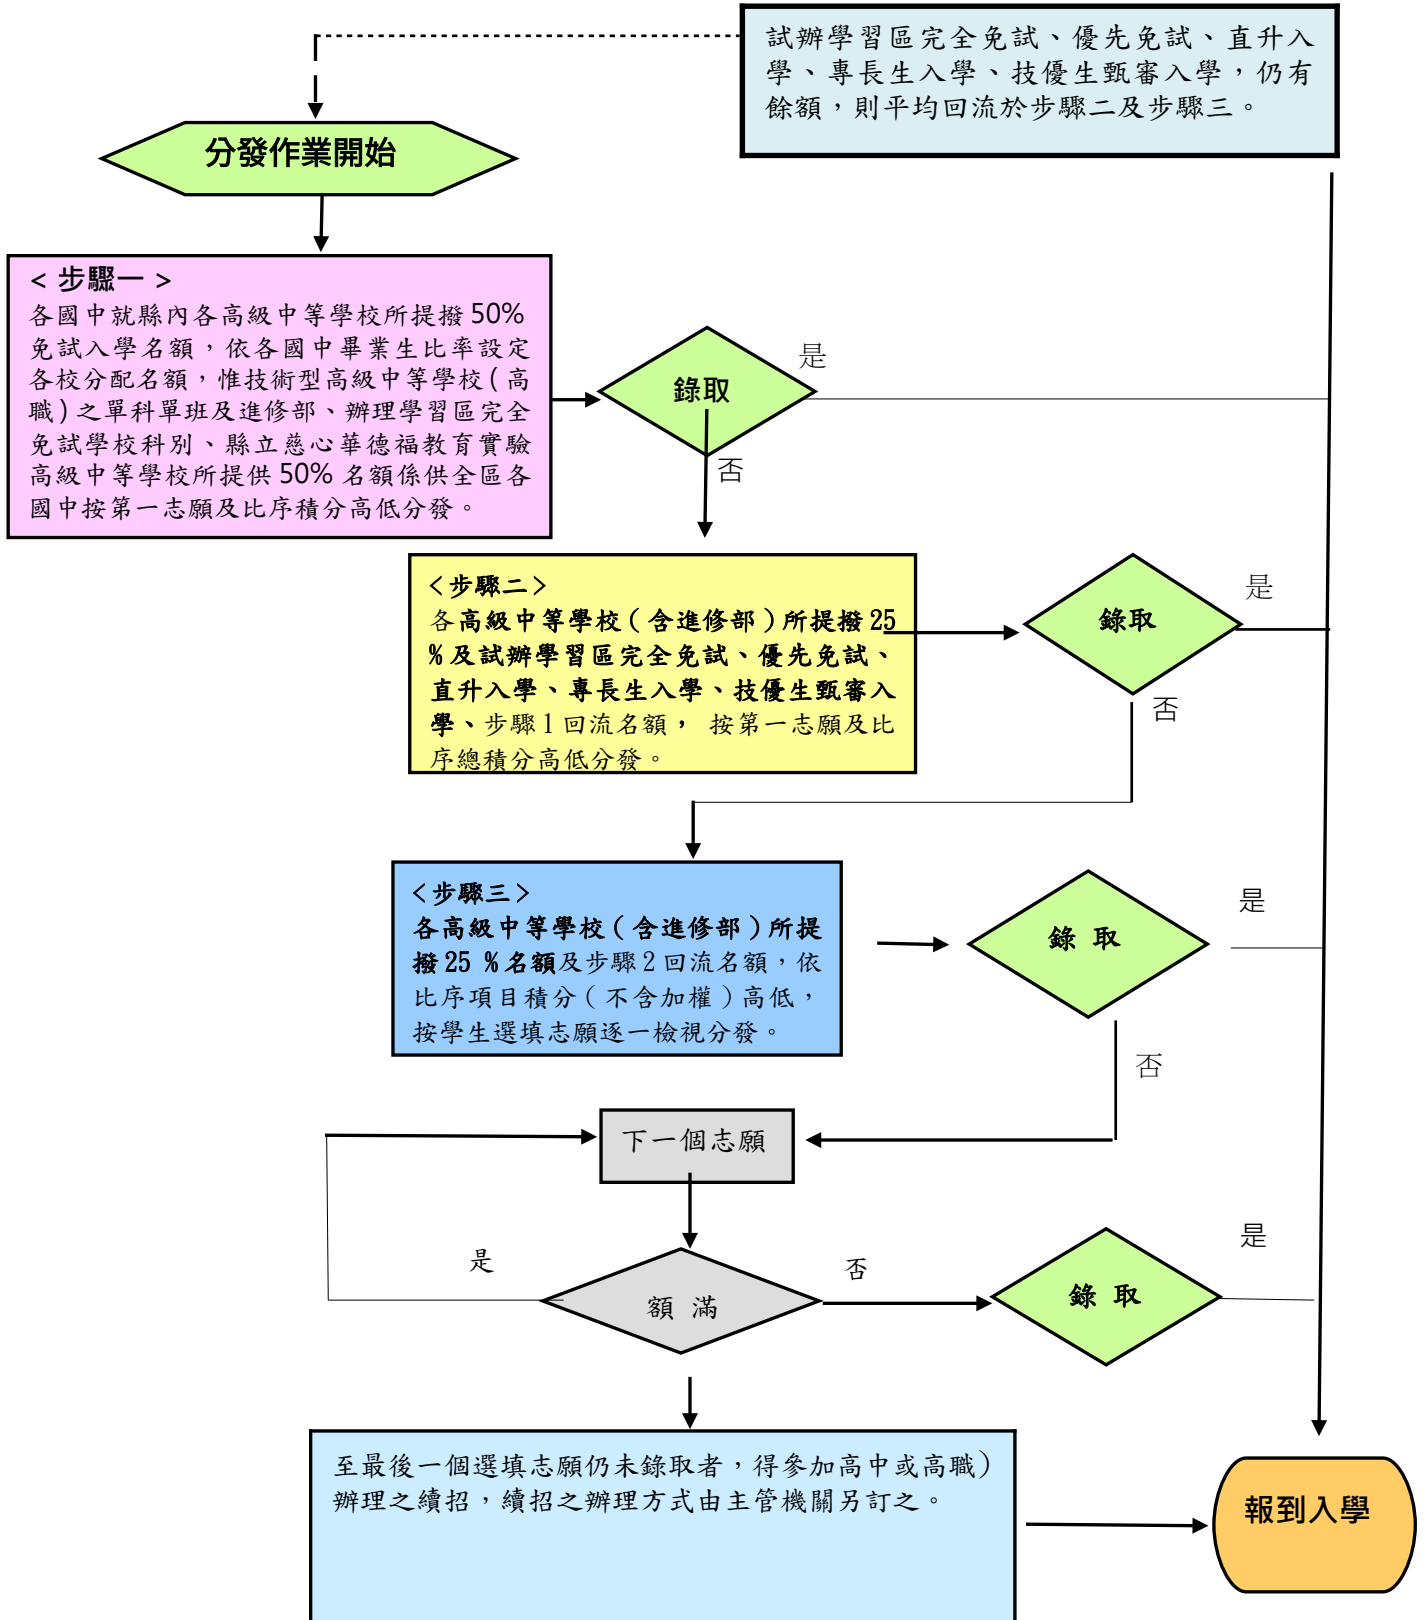 試辦學習區完全免試、優先免試、直升入
學、專長生入學、技優生甄審入學，仍有
餘額，則平均回流於步驟二及步驟三。
分發作業開始
< 步驟一 >
各國中就縣內各高級中等學校所提撥 50%
免試入學名額，依各國中畢業生比率設定
各校分配名額，惟技術型高級中等學校(高
職)之單科單班及進修部、辦理學習區完全
免試學校科別、縣立慈心華德福教育實驗
高級中等學校所提供 50% 名額係供全區各
國中按第一志願及比序積分高低分發。
錄取
是
否
<步驟二>
各高級中等學校(含進修部)所提撥 25
%及試辦學習區完全免試、優先免試、
直升入學、專長生入學、技優生甄審入
學、步驟 1 回流名額， 按第一志願及比
序總積分高低分發。
錄取
是
否
<步驟三>
各高級中等學校(含進修部)所提
撥 25 %名額及步驟 2 回流名額，依
比序項目積分(不含加權)高低，
按學生選填志願逐一檢視分發。
錄 取
是
否
下一個志願
額 滿
是
否
錄 取
是
至最後一個選填志願仍未錄取者，得參加高中或高職)
辦理之續招，續招之辦理方式由主管機關另訂之。
報到入學